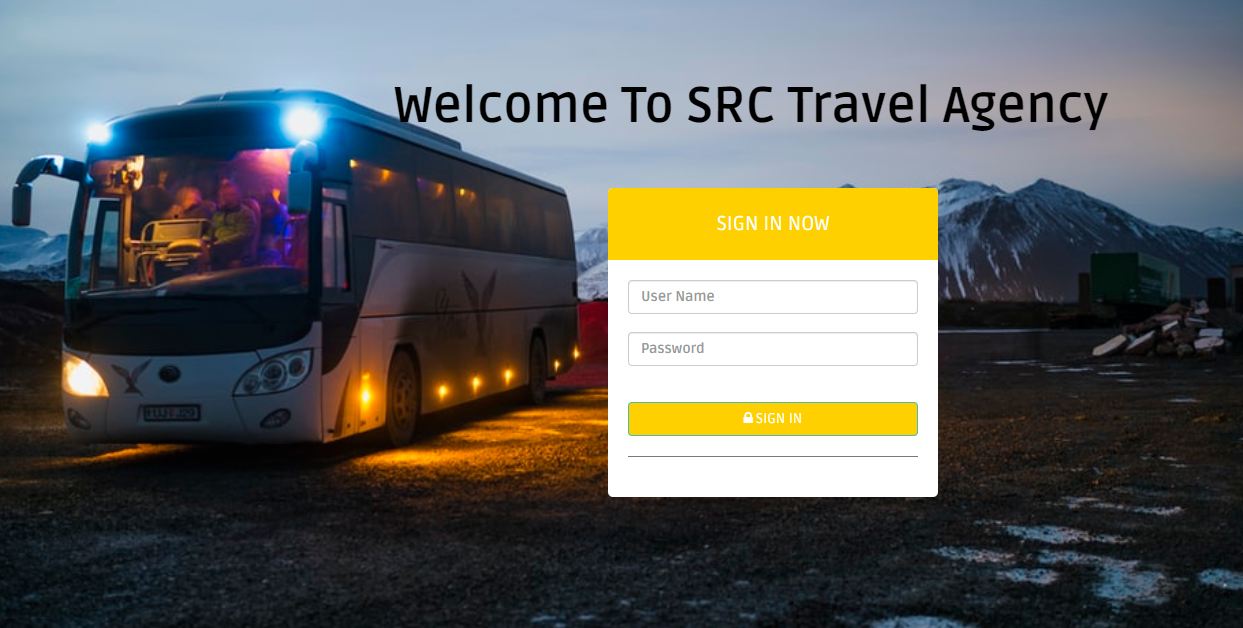 Welcome To SRC Travel Agency
SIGN IN NOW
User Name
Password
SIGN IN